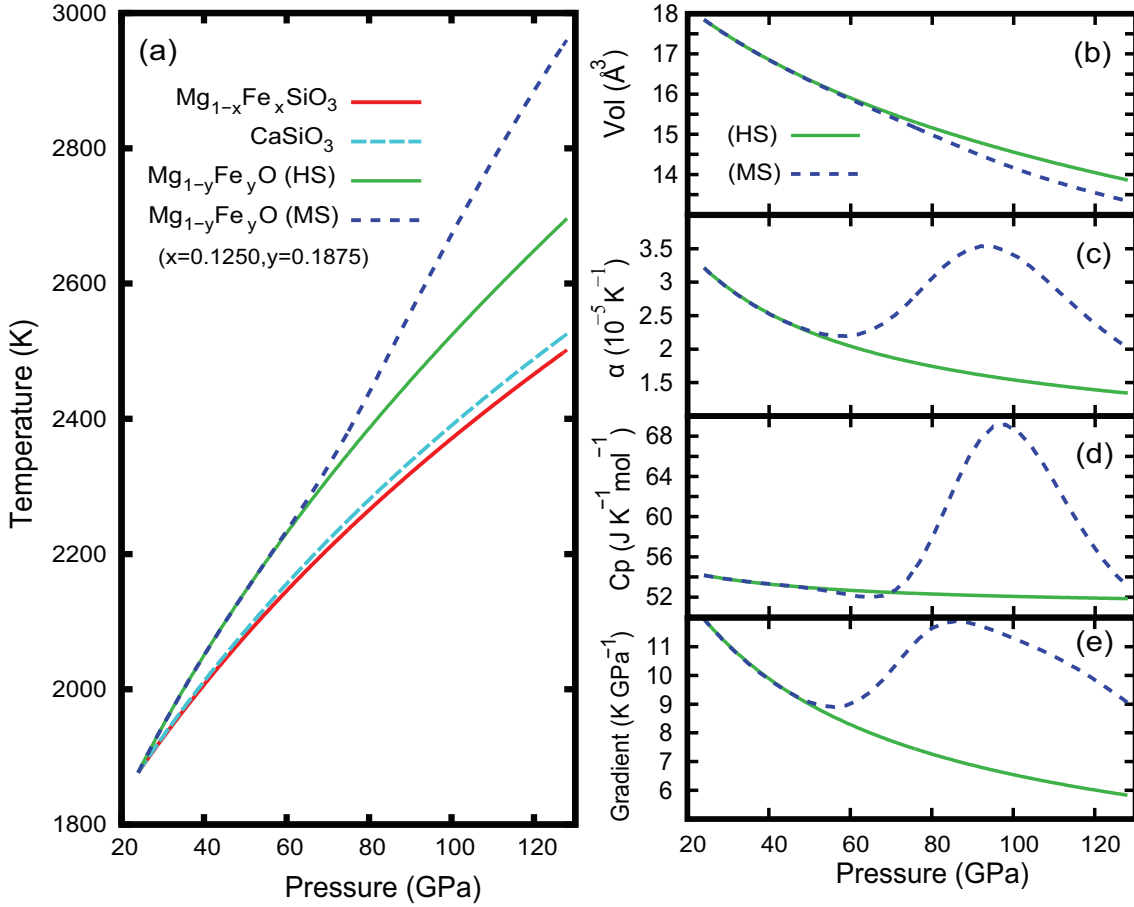 (a)
Mg₁₋ₓFeₓSiO₃
CaSiO₃
Mg₁₋yFeyO (HS)
Mg₁₋yFeyO (MS)
(x=0.1250,y=0.1875)
3000
2800
2600
2400
2200
2000
1800
Temperature (K)
20 40 60 80 100 120
Pressure (GPa)
(b)
18
17
16
15
14
Vol (Å³)
(HS)
(MS)
(c)
3.5
3
2.5
2
1.5
α (10⁻⁵ K⁻¹)
(d)
68
64
60
56
52
Cp (J K⁻¹mol⁻¹)
(e)
11
10
9
8
7
6
Gradient (K GPa⁻¹)
20 40 60 80 100 120
Pressure (GPa)